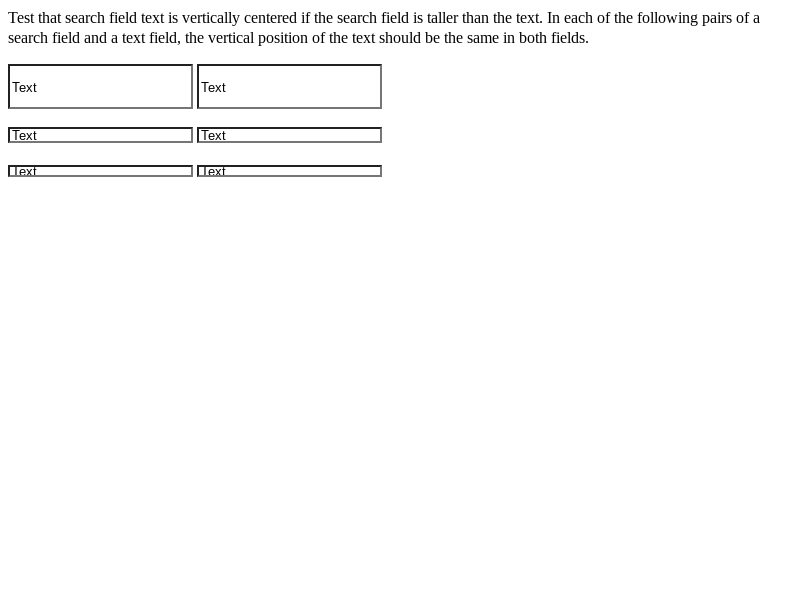 Test that search field text is vertically centered if the search field is taller than the text. In each of the following pairs of a
search field and a text field, the vertical position of the text should be the same in both fields.
Text Text
Text Text
Text Text